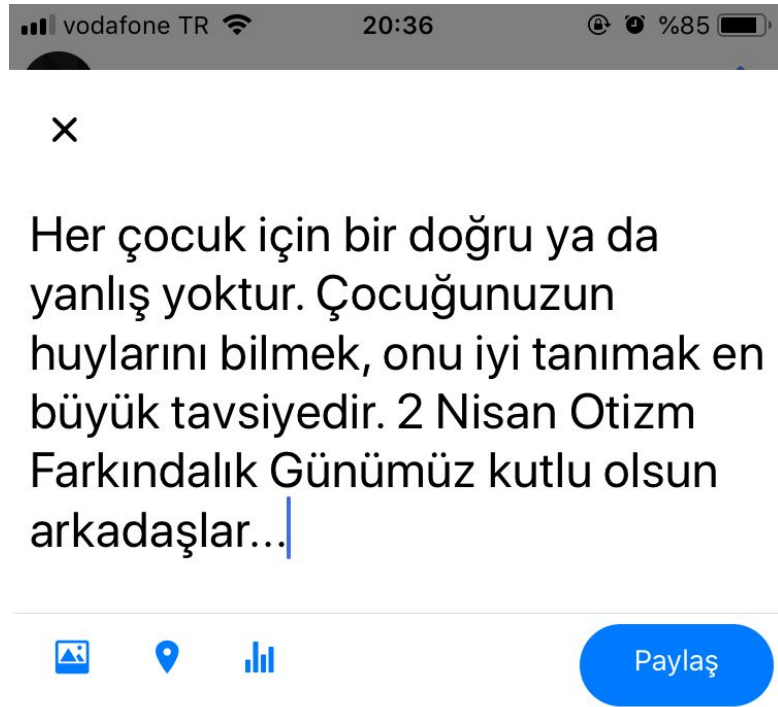 vodafone TR 20:36 %85
Her çocuk için bir doğru ya da
yanlış yoktur. Çocuğunuzun
huylarını bilmek, onu iyi tanımak en
büyük tavsiyedir. 2 Nisan Otizm
Farkındalık Günümüz kutlu olsun
arkadaşlar...
Paylaş